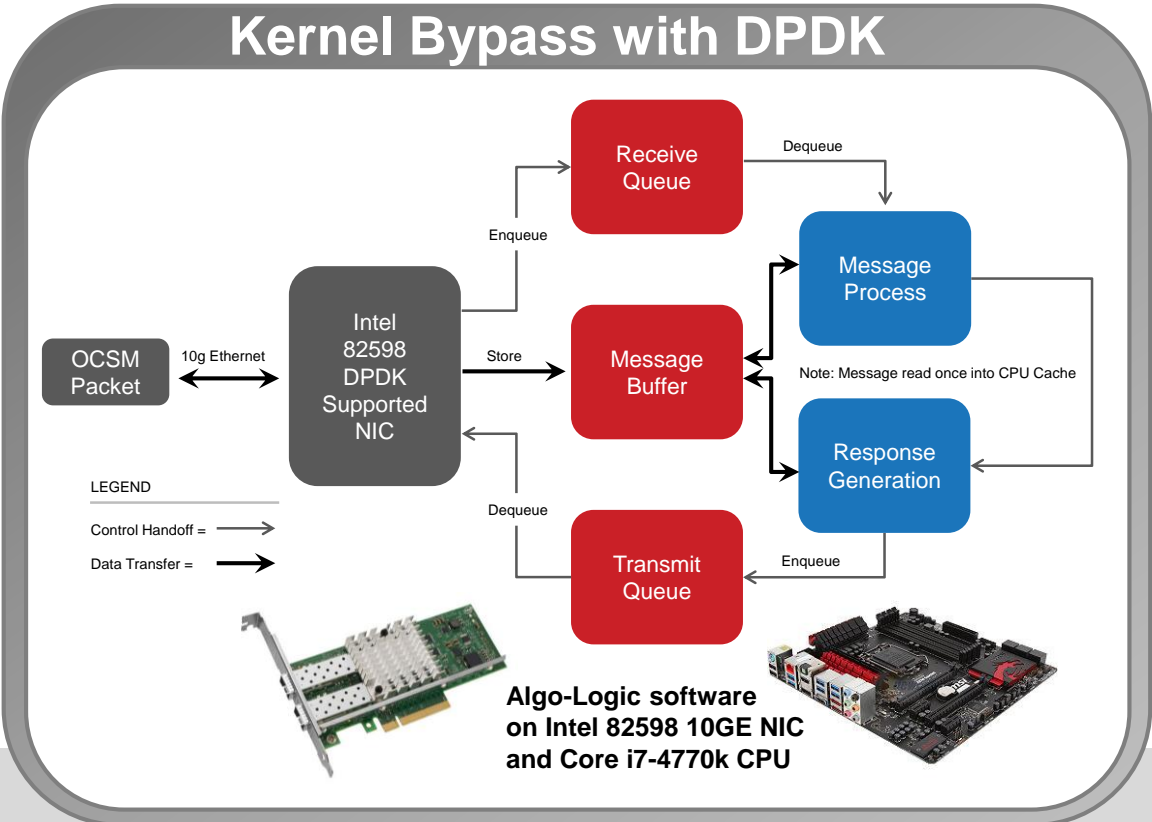 Kernel Bypass with DPDK
Receive
Queue
Dequeue
Enqueue
Message
Process
Intel
82598
DPDK
Supported
NIC
OCSM
Packet
10g Ethernet
Store
Message
Buffer
Note: Message read once into CPU Cache
Response
Generation
LEGEND
Control Handoff =
Data Transfer =
Dequeue
Transmit
Queue
Enqueue
Algo-Logic software
on Intel 82598 10GE NIC
and Core i7-4770k CPU
msi